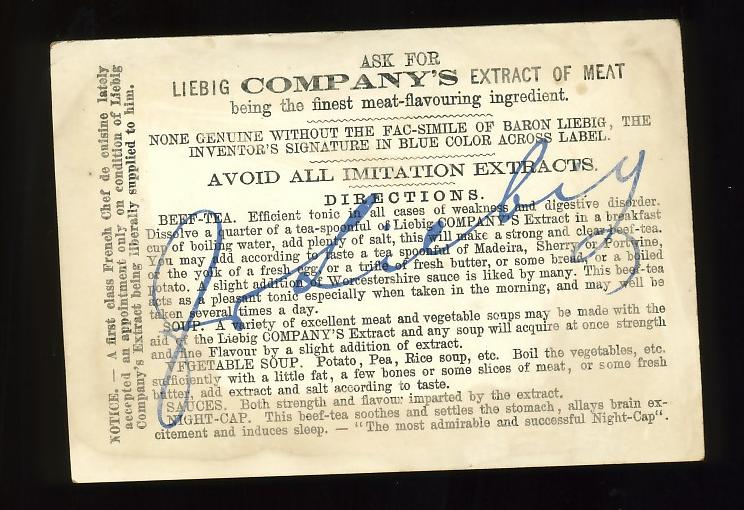 ASK FOR
LIEBIG COMPANY'S EXTRACT OF MEAT
being the finest meat-flavouring ingredient.
NONE GENUINE WITHOUT THE FAC-SIMILE OF BARON LIEBIG, THE
INVENTOR'S SIGNATURE IN BLUE COLOR ACROSS LABEL.
AVOID ALL IMITATION EXTRACTS.
DIRECTIONS.
BEEF-TEA. Efficient tonic in all cases of weakness and digestive disorder.
Dissolve a quarter of a tea-spoonful of Liebig COMPANY'S Extract in a breakfast
cup of boiling water, add plenty of salt, this will make a strong and clear beef-tea.
You may add according to taste a tea spoonful of Madeira, Sherry or Portwine,
or the yolk of a fresh egg, or a trifle of fresh butter, or some bread, or a boiled
potato. A slight addition of Worcestershire sauce is liked by many. This beef-tea
acts as a pleasant tonic especially when taken in the morning, and may well be
taken several times a day.
SOUP. A variety of excellent meat and vegetable soups may be made with the
aid of the Liebig COMPANY'S Extract and any soup will acquire at once strength
and fine Flavour by a slight addition of extract.
VEGETABLE SOUP. Potato, Pea, Rice soup, etc. Boil the vegetables, etc.
sufficiently with a little fat, a few bones or some slices of meat, or some fresh
butter, add extract and salt according to taste.
SAUCES. Both strength and flavour imparted by the extract.
NIGHT-CAP. This beef-tea soothes and settles the stomach, allays brain ex-
citement and induces sleep. — "The most admirable and successful Night-Cap".
NOTICE. — A first class French Chef de cuisine lately
accepted an appointment only on condition of Liebig
Company's Extract being liberally supplied to him.
J v Liebig